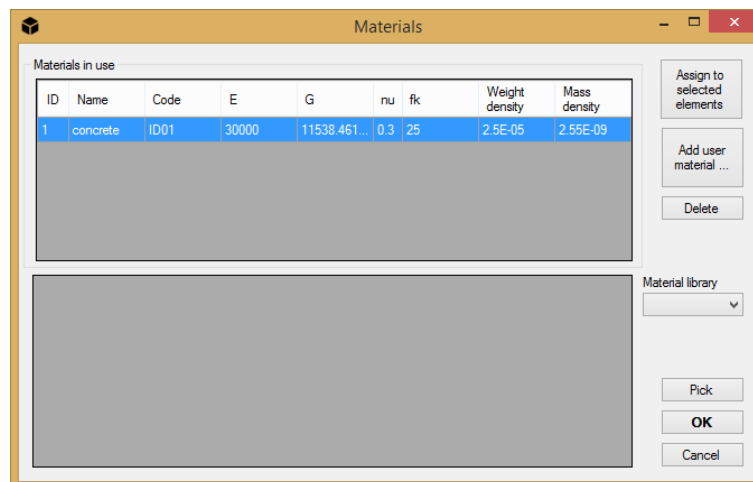 Materials
Materials in use
ID Name Code E G nu fk Weight density Mass density
1 concrete ID01 30000 11538.461... 0.3 25 2.5E-05 2.55E-09
Assign to
selected
elements
Add user
material ...
Delete
Material library
Pick
OK
Cancel